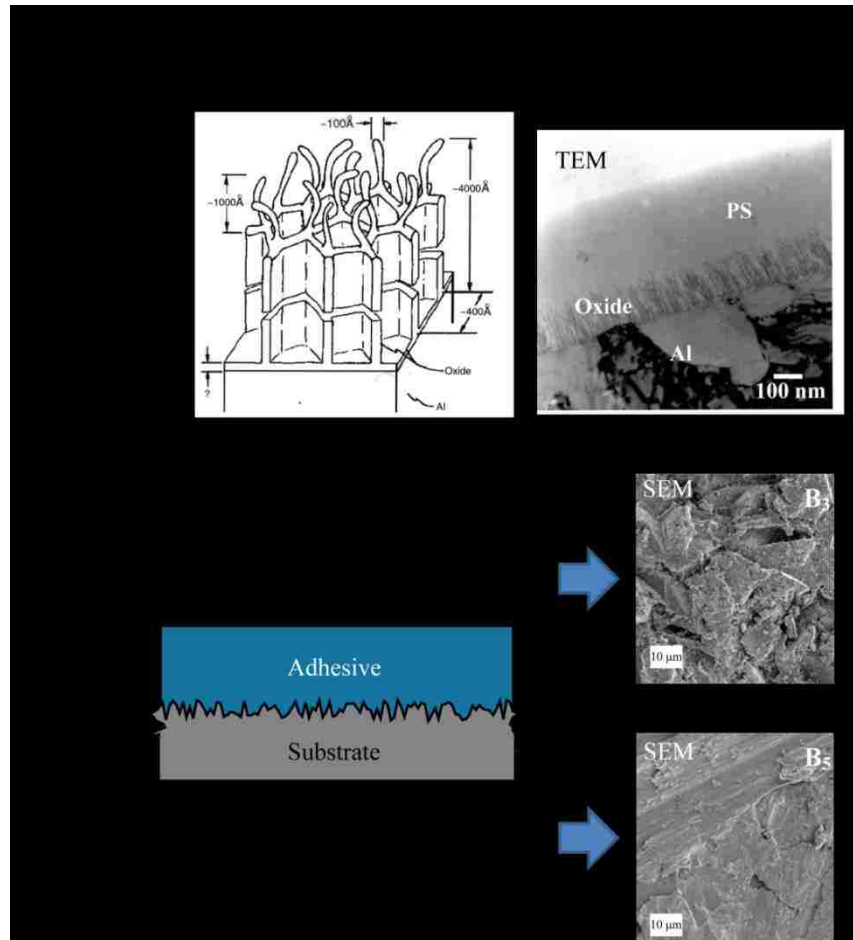 ~100Å
~1000Å
~4000Å
~400Å
Oxide
?
Al
TEM
PS
Oxide
Al
100 nm
SEM
B₃
10 µm
Adhesive
Substrate
SEM
B₅
10 µm